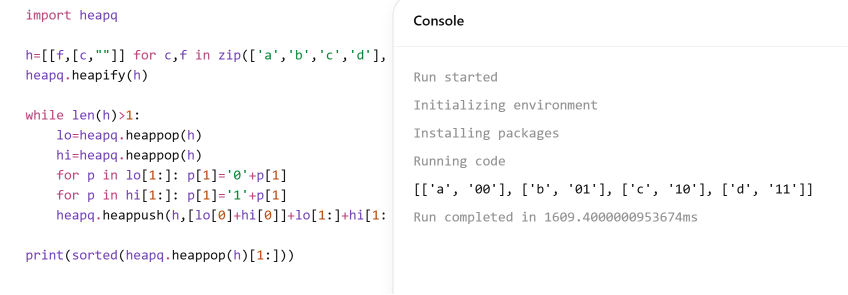 import heapq
h=[[f,[c,""]] for c,f in zip(['a','b','c','d'],
heapq.heapify(h)
while len(h)>1:
    lo=heapq.heappop(h)
    hi=heapq.heappop(h)
    for p in lo[1:]: p[1]='0'+p[1]
    for p in hi[1:]: p[1]='1'+p[1]
    heapq.heappush(h,[lo[0]+hi[0]]+lo[1:]+hi[1:
print(sorted(heapq.heappop(h)[1:]))
Console
Run started
Initializing environment
Installing packages
Running code
[['a', '00'], ['b', '01'], ['c', '10'], ['d', '11']]
Run completed in 1609.4000000953674ms